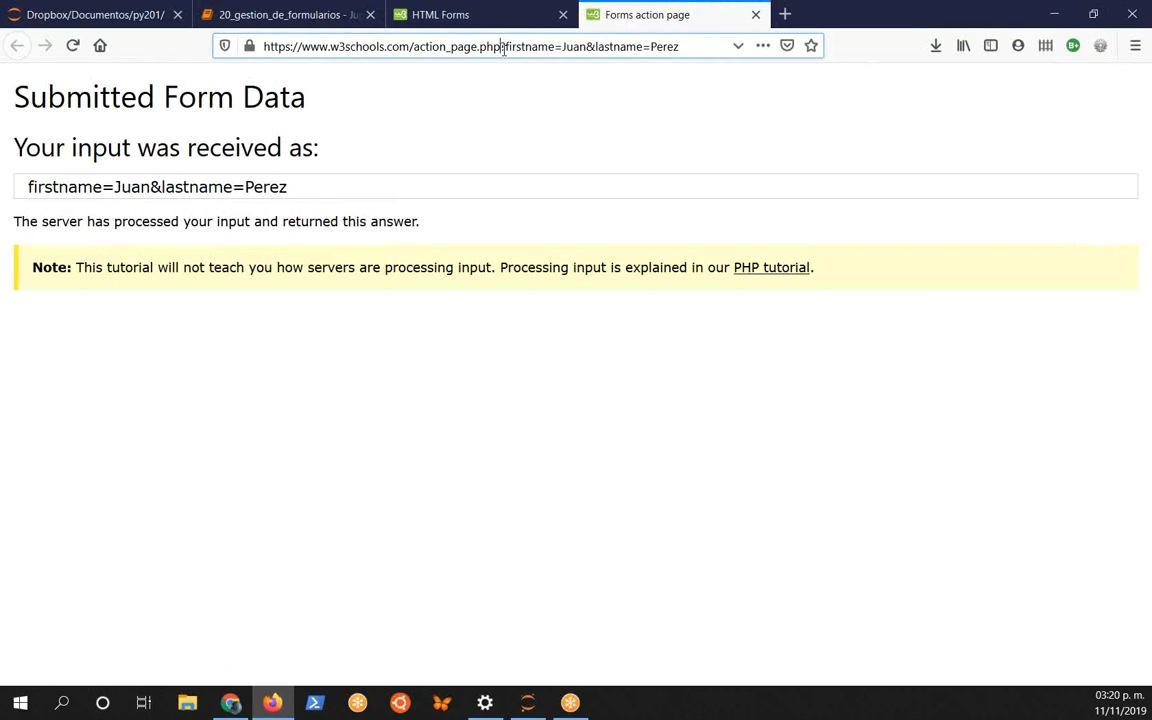 Dropbox/Documentos/py201/
20_gestion_de_formularios - Ju
HTML Forms
Forms action page
https://www.w3schools.com/action_page.php?firstname=Juan&lastname=Perez
Submitted Form Data
Your input was received as:
firstname=Juan&lastname=Perez
The server has processed your input and returned this answer.
Note: This tutorial will not teach you how servers are processing input. Processing input is explained in our PHP tutorial.
03:20 p. m.
11/11/2019